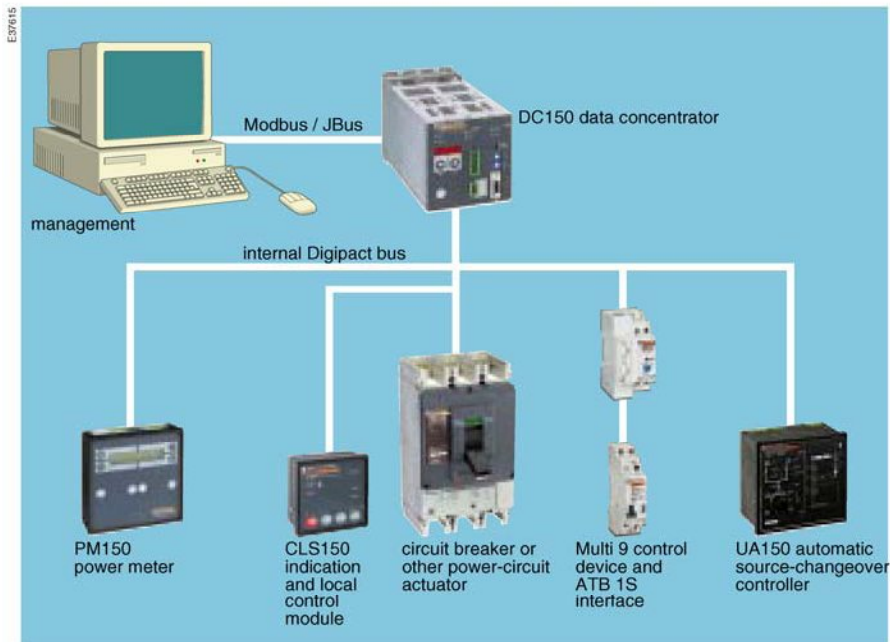 E37615
Modbus / JBus
DC150 data concentrator
management
internal Digipact bus
PM150
power meter
CLS150
indication
and local
control
module
circuit breaker or
other power-circuit
actuator
Multi 9 control
device and
ATB 1S
interface
UA150 automatic
source-changeover
controller